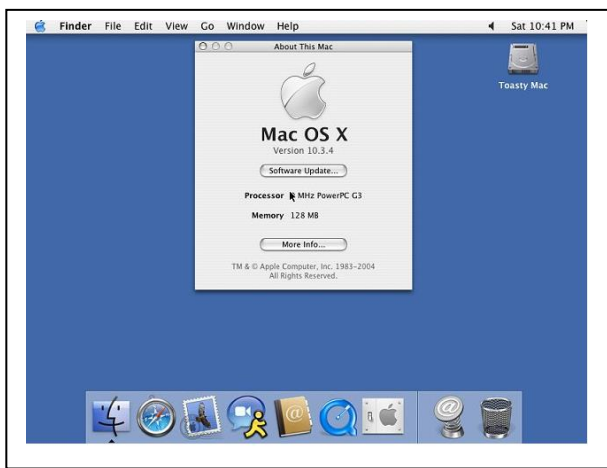 Finder File Edit View Go Window Help Sat 10:41 PM
About This Mac
Toasty Mac
Mac OS X
Version 10.3.4
Software Update...
Processor MHz PowerPC G3
Memory 128 MB
More Info...
TM & © Apple Computer, Inc. 1983-2004
All Rights Reserved.